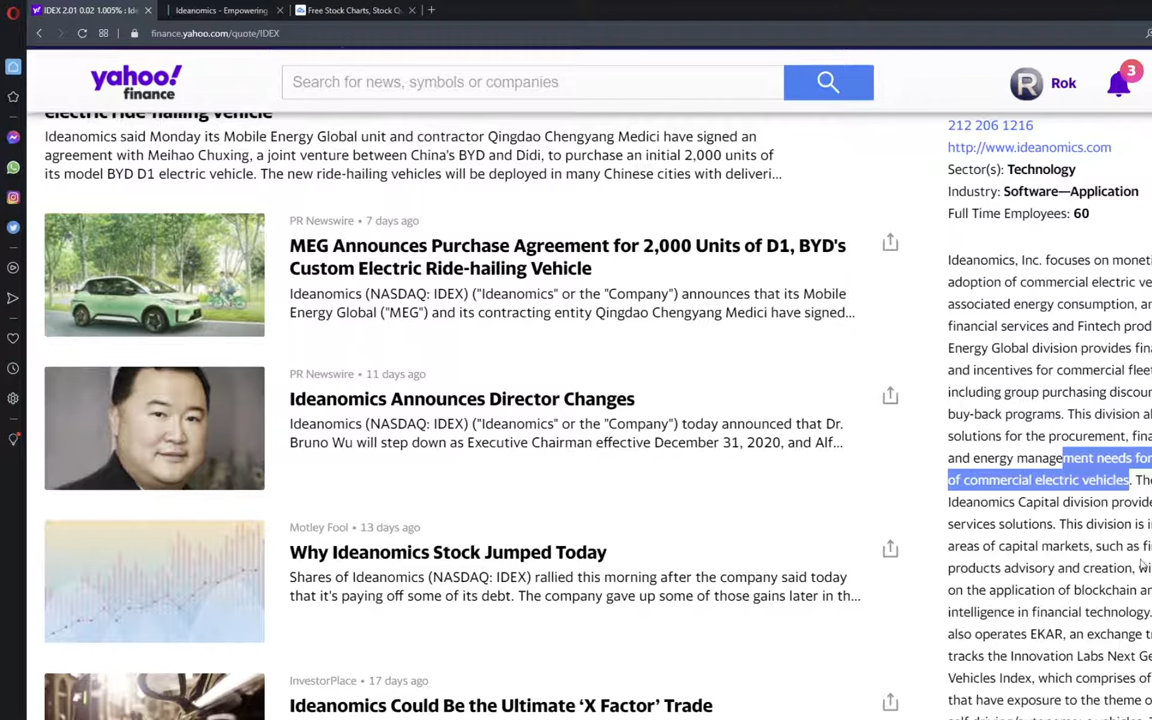 IDEX 2.01 0.02 1.005% : Ide
Ideanomics - Empowering
Free Stock Charts, Stock Q
finance.yahoo.com/quote/IDEX
yahoo!
finance
Search for news, symbols or companies
R
Rok
3
electric ride-hailing vehicle
Ideanomics said Monday its Mobile Energy Global unit and contractor Qingdao Chengyang Medici have signed an
agreement with Meihao Chuxing, a joint venture between China's BYD and Didi, to purchase an initial 2,000 units of
its model BYD D1 electric vehicle. The new ride-hailing vehicles will be deployed in many Chinese cities with deliveri...
PR Newswire • 7 days ago
MEG Announces Purchase Agreement for 2,000 Units of D1, BYD's
Custom Electric Ride-hailing Vehicle
Ideanomics (NASDAQ: IDEX) ("Ideanomics" or the "Company") announces that its Mobile
Energy Global ("MEG") and its contracting entity Qingdao Chengyang Medici have signed...
PR Newswire • 11 days ago
Ideanomics Announces Director Changes
Ideanomics (NASDAQ: IDEX) ("Ideanomics" or the "Company") today announced that Dr.
Bruno Wu will step down as Executive Chairman effective December 31, 2020, and Alf...
Motley Fool • 13 days ago
Why Ideanomics Stock Jumped Today
Shares of Ideanomics (NASDAQ: IDEX) rallied this morning after the company said today
that it's paying off some of its debt. The company gave up some of those gains later in th...
InvestorPlace • 17 days ago
Ideanomics Could Be the Ultimate ‘X Factor’ Trade
212 206 1216
http://www.ideanomics.com
Sector(s): Technology
Industry: Software—Application
Full Time Employees: 60
Ideanomics, Inc. focuses on moneti
adoption of commercial electric ve
associated energy consumption, an
financial services and Fintech prod
Energy Global division provides fina
and incentives for commercial fleet
including group purchasing discoun
buy-back programs. This division al
solutions for the procurement, fina
and energy management needs for
of commercial electric vehicles. The
Ideanomics Capital division provide
services solutions. This division is i
areas of capital markets, such as fi
products advisory and creation, wi
on the application of blockchain an
intelligence in financial technology.
also operates EKAR, an exchange tr
tracks the Innovation Labs Next Ge
Vehicles Index, which comprises of
that have exposure to the theme o